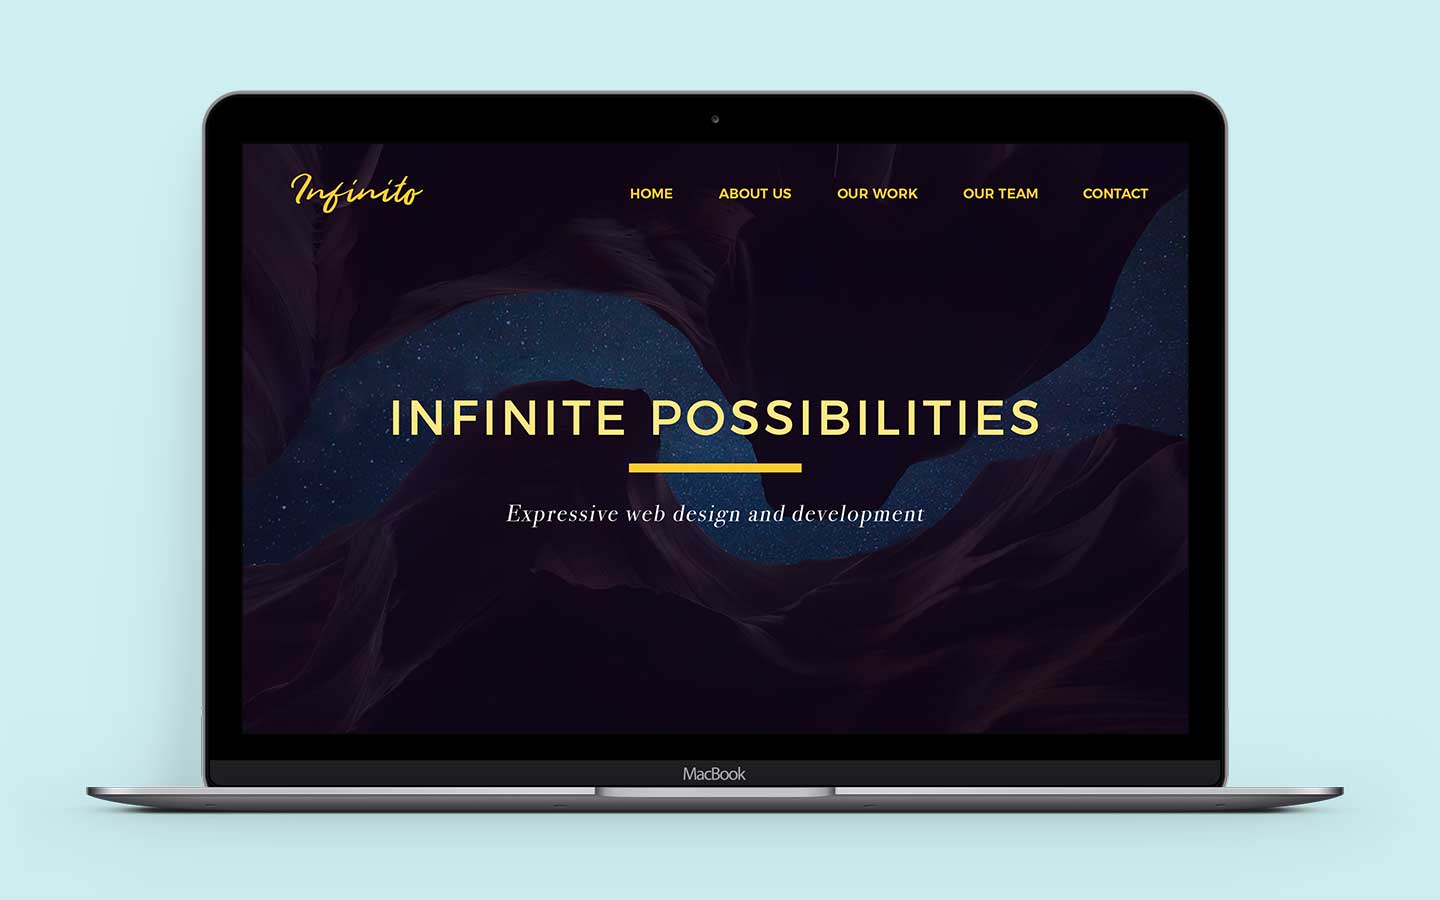 Infinito
HOME ABOUT US OUR WORK OUR TEAM CONTACT
INFINITE POSSIBILITIES
Expressive web design and development
MacBook